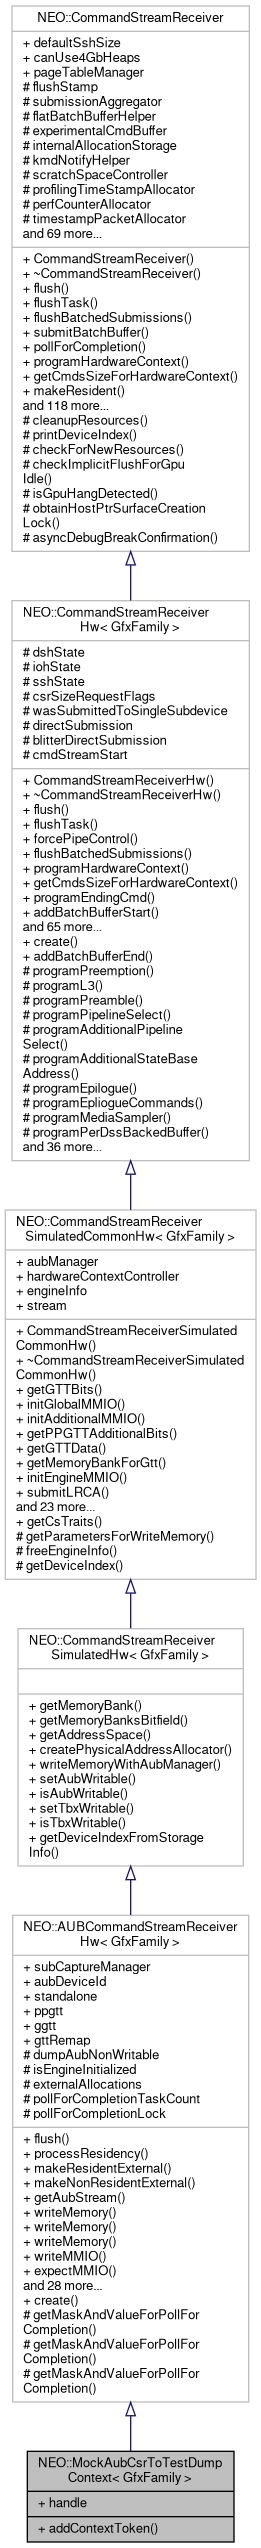 NEO::CommandStreamReceiver
+ defaultSshSize
+ canUse4GbHeaps
+ pageTableManager
# flushStamp
# submissionAggregator
# flatBatchBufferHelper
# experimentalCmdBuffer
# internalAllocationStorage
# kmdNotifyHelper
# scratchSpaceController
# profilingTimeStampAllocator
# perfCounterAllocator
# timestampPacketAllocator
and 69 more...
+ CommandStreamReceiver()
+ ~CommandStreamReceiver()
+ flush()
+ flushTask()
+ flushBatchedSubmissions()
+ submitBatchBuffer()
+ pollForCompletion()
+ programHardwareContext()
+ getCmdsSizeForHardwareContext()
+ makeResident()
and 118 more...
# cleanupResources()
# printDeviceIndex()
# checkForNewResources()
# checkImplicitFlushForGpu
Idle()
# isGpuHangDetected()
# obtainHostPtrSurfaceCreation
Lock()
# asyncDebugBreakConfirmation()
NEO::CommandStreamReceiver
Hw< GfxFamily >
# dshState
# iohState
# sshState
# csrSizeRequestFlags
# wasSubmittedToSingleSubdevice
# directSubmission
# blitterDirectSubmission
# cmdStreamStart
+ CommandStreamReceiverHw()
+ ~CommandStreamReceiverHw()
+ flush()
+ flushTask()
+ forcePipeControl()
+ flushBatchedSubmissions()
+ programHardwareContext()
+ getCmdsSizeForHardwareContext()
+ programEndingCmd()
+ addBatchBufferStart()
and 65 more...
+ create()
+ addBatchBufferEnd()
# programPreemption()
# programL3()
# programPreamble()
# programPipelineSelect()
# programAdditionalPipeline
Select()
# programAdditionalStateBase
Address()
# programEpilogue()
# programEpliogueCommands()
# programMediaSampler()
# programPerDssBackedBuffer()
and 36 more...
NEO::CommandStreamReceiver
SimulatedCommonHw< GfxFamily >
+ aubManager
+ hardwareContextController
+ engineInfo
+ stream
+ CommandStreamReceiverSimulated
CommonHw()
+ ~CommandStreamReceiverSimulated
CommonHw()
+ getGTTBits()
+ initGlobalMMIO()
+ initAdditionalMMIO()
+ getPPGTTAdditionalBits()
+ getGTTData()
+ getMemoryBankForGtt()
+ initEngineMMIO()
+ submitLRCA()
and 23 more...
+ getCsTraits()
# getParametersForWriteMemory()
# freeEngineInfo()
# getDeviceIndex()
NEO::CommandStreamReceiver
SimulatedHw< GfxFamily >
+ getMemoryBank()
+ getMemoryBanksBitfield()
+ getAddressSpace()
+ createPhysicalAddressAllocator()
+ writeMemoryWithAubManager()
+ setAubWritable()
+ isAubWritable()
+ setTbxWritable()
+ isTbxWritable()
+ getDeviceIndexFromStorage
Info()
NEO::AUBCommandStreamReceiver
Hw< GfxFamily >
+ subCaptureManager
+ aubDeviceId
+ standalone
+ ppgtt
+ ggtt
+ gttRemap
# dumpAubNonWritable
# isEngineInitialized
# externalAllocations
# pollForCompletionTaskCount
# pollForCompletionLock
+ flush()
+ processResidency()
+ makeResidentExternal()
+ makeNonResidentExternal()
+ getAubStream()
+ writeMemory()
+ writeMemory()
+ writeMemory()
+ writeMMIO()
+ expectMMIO()
and 28 more...
+ create()
# getMaskAndValueForPollFor
Completion()
# getMaskAndValueForPollFor
Completion()
# getMaskAndValueForPollFor
Completion()
NEO::MockAubCsrToTestDump
Context< GfxFamily >
+ handle
+ addContextToken()